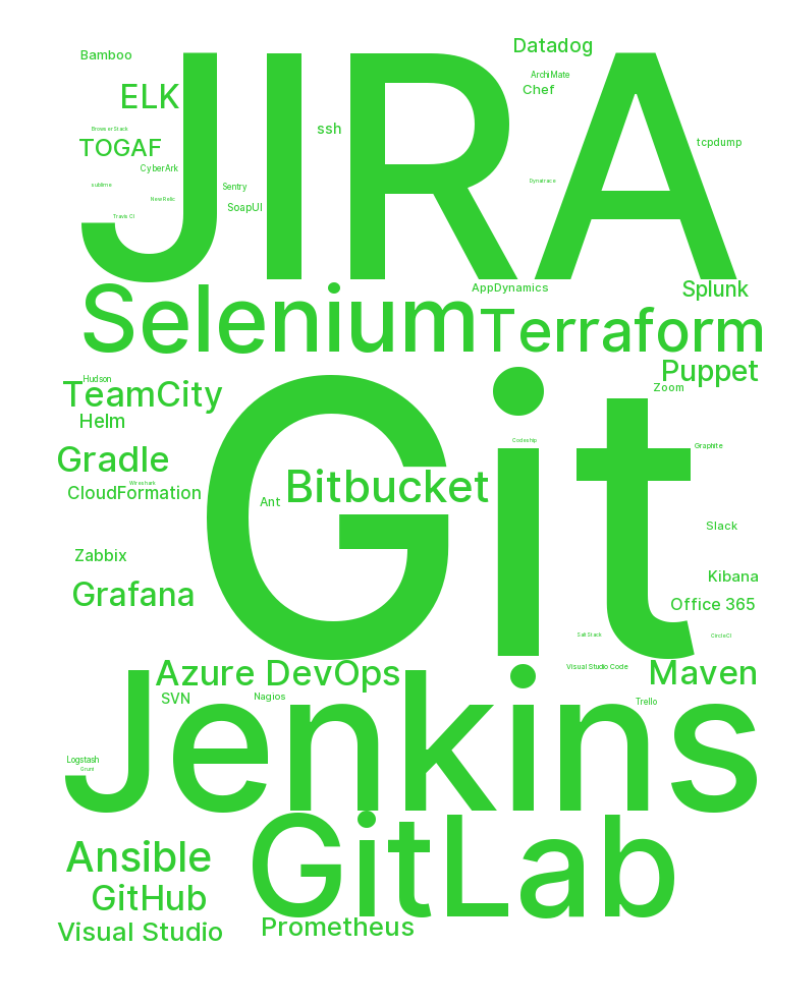 Datadog
Bamboo
JIRA
ArchiMate
ELK
Chef
ssh
BrowserStack
TOGAF
tcpdump
CyberArk
Dynatrace
sublime
Sentry
New Relic
SoapUI
Travis CI
AppDynamics
Splunk
Selenium
Terraform
Puppet
Hudson
TeamCity
Zoom
Helm
Git
Codeship
Graphite
Gradle
Wireshark
Bitbucket
CloudFormation
Ant
Slack
Zabbix
Kibana
Grafana
Office 365
SaltStack
CircleCI
Azure DevOps
Visual Studio Code
Maven
SVN
Nagios
Trello
Jenkins
Logstash
Grunt
GitLab
Ansible
GitHub
Prometheus
Visual Studio